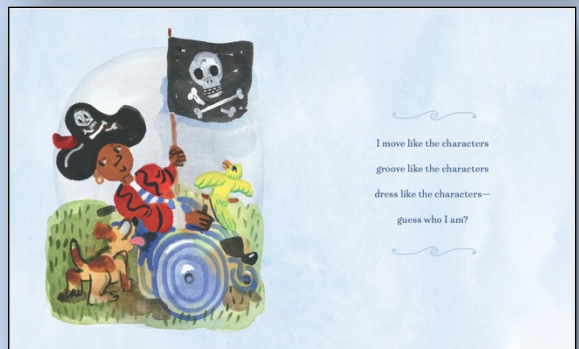 I move like the characters
groove like the characters
dress like the characters—
guess who I am?